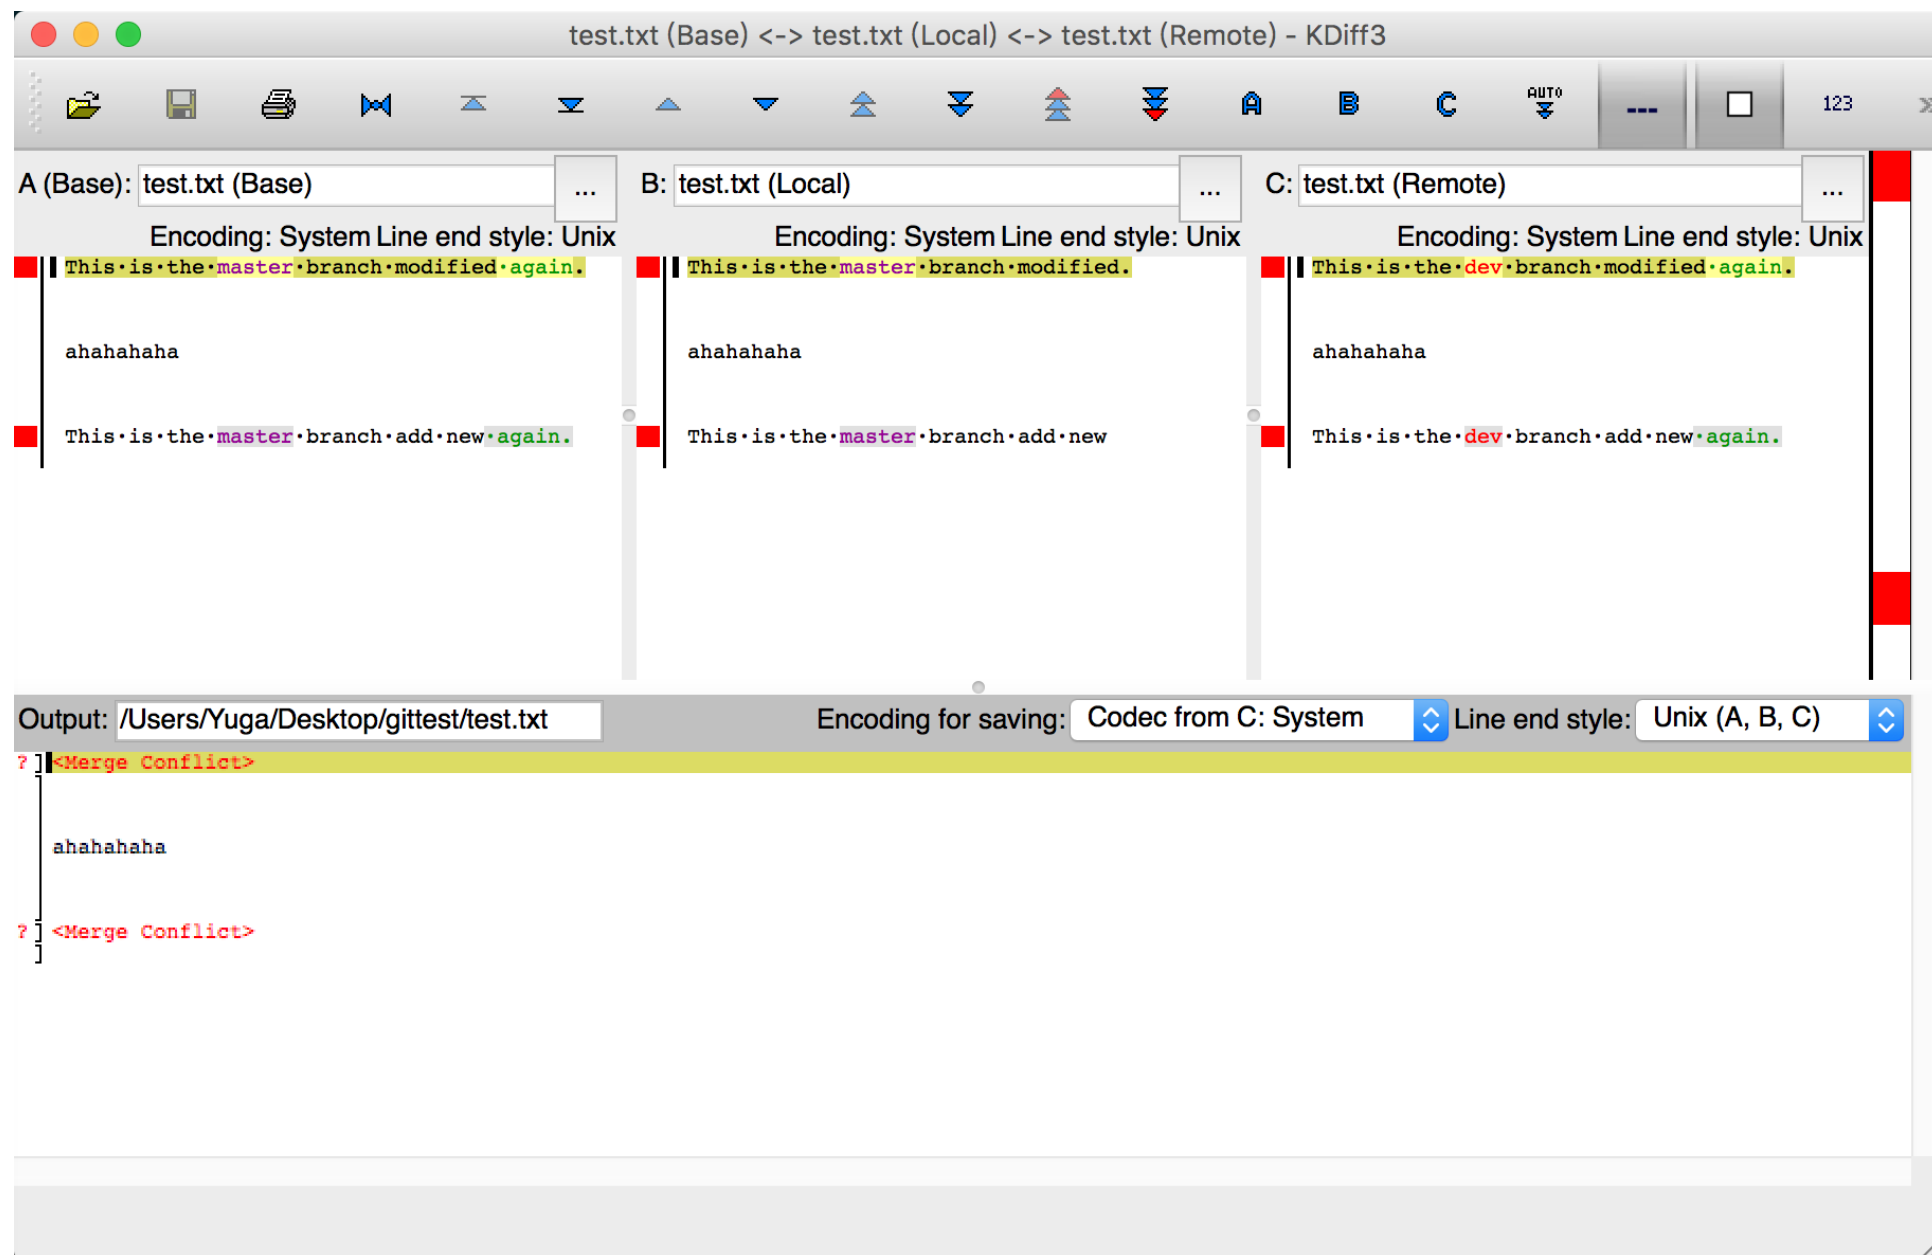 test.txt (Base) <-> test.txt (Local) <-> test.txt (Remote) - KDiff3
A B C AUTO --- 123 »
A (Base): test.txt (Base) ... B: test.txt (Local) ... C: test.txt (Remote) ...
Encoding: System Line end style: Unix Encoding: System Line end style: Unix Encoding: System Line end style: Unix
This·is·the·master·branch·modified·again. This·is·the·master·branch·modified. This·is·the·dev·branch·modified·again.
ahahahaha ahahahaha ahahahaha
This·is·the·master·branch·add·new·again. This·is·the·master·branch·add·new This·is·the·dev·branch·add·new·again.
Output: /Users/Yuga/Desktop/gittest/test.txt Encoding for saving: Codec from C: System Line end style: Unix (A, B, C)
? ] <Merge Conflict>
ahahahaha
? ] <Merge Conflict>
]